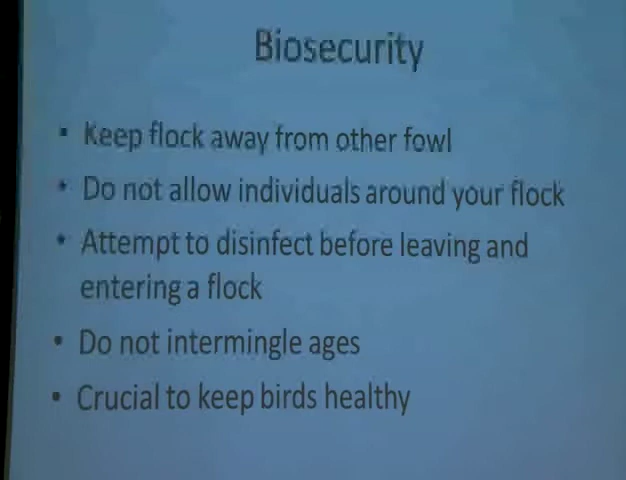 Biosecurity
• Keep flock away from other fowl
• Do not allow individuals around your flock
• Attempt to disinfect before leaving and
entering a flock
• Do not intermingle ages
• Crucial to keep birds healthy